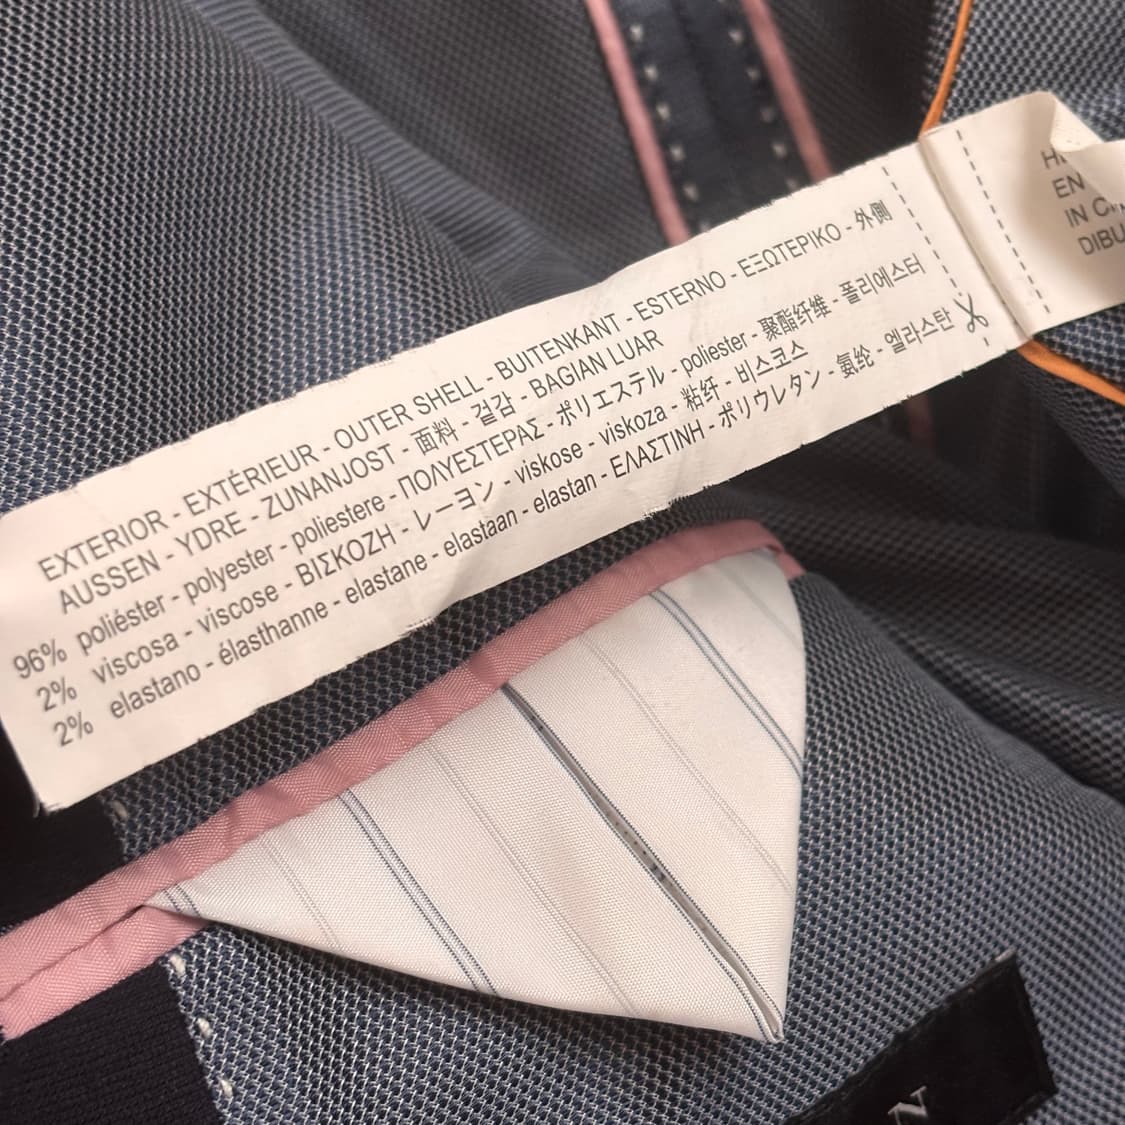 EXTERIOR - EXTÉRIEUR - OUTER SHELL - BUITENKANT - ESTERNO - ΕΞΩΤΕΡΙΚΟ - 外側
AUSSEN - YDRE - ZUNANJOST - 面料 - 겉감 - BAGIAN LUAR
96% poliéster - polyester - poliestere - ΠΟΛΥΕΣΤΕΡΑΣ - ポリエステル - poliester - 聚酯纤维 - 폴리에스터
2% viscosa - viscose - ΒΙΣΚΟΖΗ - レーヨン - viskose - viskoza - 粘纤 - 비스코스
2% elastano - élasthanne - elastane - elastaan - elastan - ΕΛΑΣΤΙΝΗ - ポリウレタン - 氨纶 - 엘라스탄
EN
IN
N